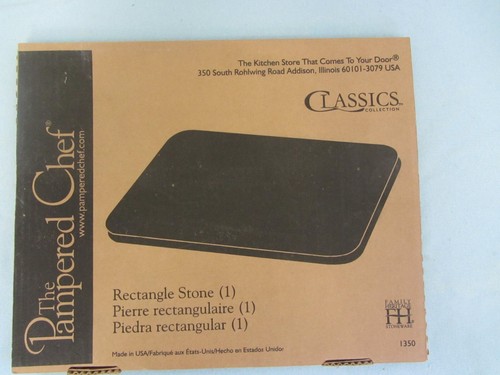 The Pampered Chef®
www.pamperedchef.com
The Kitchen Store That Comes To Your Door®
350 South Rohlwing Road Addison, Illinois 60101-3079 USA
CLASSICS™
COLLECTION
Rectangle Stone (1)
Pierre rectangulaire (1)
Piedra rectangular (1)
Made in USA/Fabriqué aux États-Unis/Hecho en Estados Unidos
FAMILY
HERITAGE
FH
STONEWARE
1350